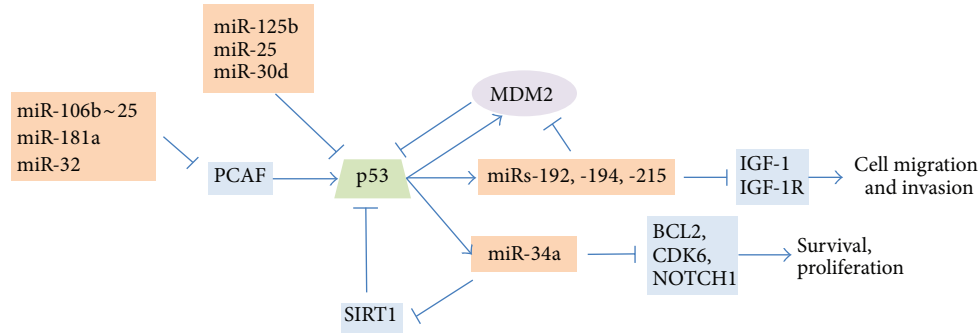 miR-125b
miR-25
miR-30d
miR-106b~25
miR-181a
miR-32
PCAF
p53
MDM2
miRs-192, -194, -215
IGF-1
IGF-1R
Cell migration
and invasion
miR-34a
BCL2,
CDK6,
NOTCH1
Survival,
proliferation
SIRT1